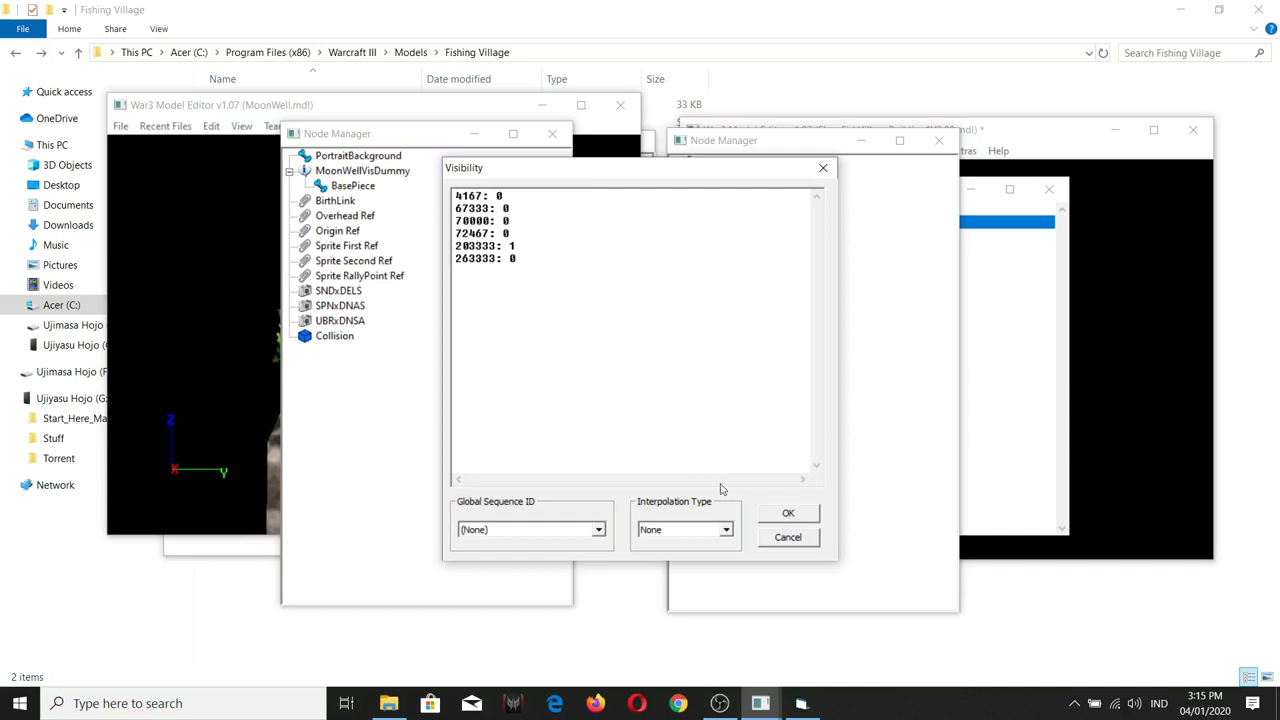 Fishing Village
File
Home
Share
View
This PC
Acer (C:)
Program Files (x86)
Warcraft III
Models
Fishing Village
Search Fishing Village
Name
Date modified
Type
Size
Quick access
OneDrive
This PC
3D Objects
Desktop
Documents
Downloads
Music
Pictures
Videos
Acer (C:)
Ujimasa Hojo
Ujiyasu Hojo (
Ujimasa Hojo (F
Ujiyasu Hojo (G:
Start_Here_Ma
Stuff
Torrent
Network
33 KB
War3 Model Editor v1.07 (MoonWell.mdl)
File
Recent Files
Edit
View
Tea
Z
X
Y
Node Manager
PortraitBackground
MoonWellVisDummy
BasePiece
BirthLink
Overhead Ref
Origin Ref
Sprite First Ref
Sprite Second Ref
Sprite RallyPoint Ref
SNDxDELS
SPNxDNAS
UBRxDNSA
Collision
Visibility
4167: 0
67333: 0
70000: 0
72467: 0
203333: 1
263333: 0
Global Sequence ID
(None)
Interpolation Type
None
OK
Cancel
Node Manager
tras
Help
2 items
Type here to search
IND
3:15 PM
04/01/2020